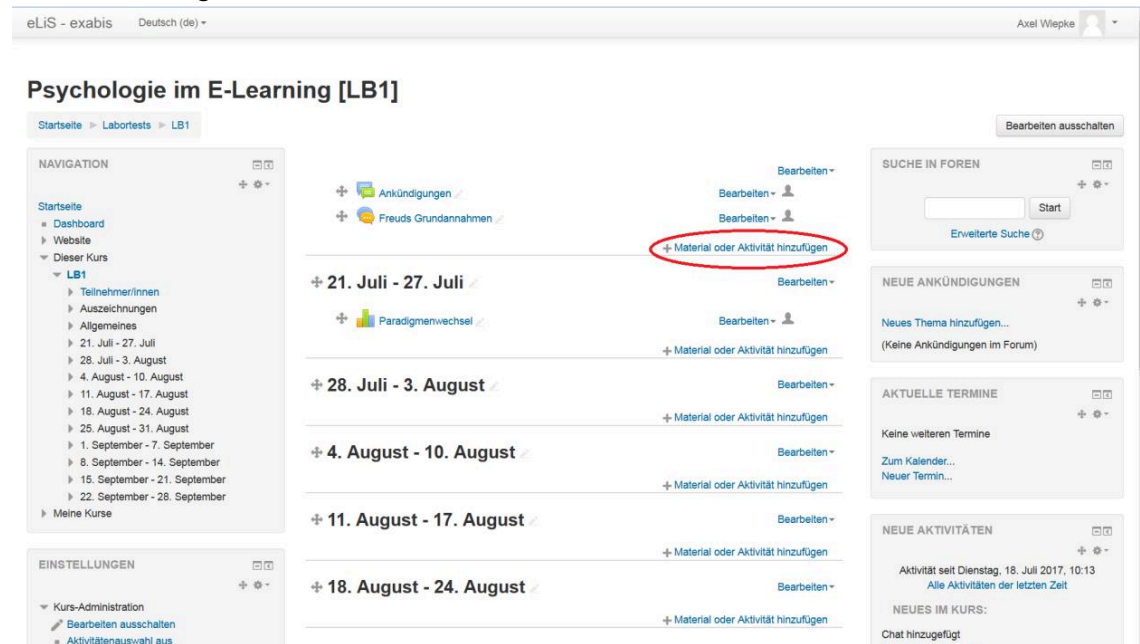 eLiS - exabis Deutsch (de)
Axel Wiepke
Psychologie im E-Learning [LB1]
Startseite Labortests LB1
Bearbeiten ausschalten
NAVIGATION
Startseite
Dashboard
Website
Dieser Kurs
LB1
Teilnehmer/innen
Auszeichnungen
Allgemeines
21. Juli - 27. Juli
28. Juli - 3. August
4. August - 10. August
11. August - 17. August
18. August - 24. August
25. August - 31. August
1. September - 7. September
8. September - 14. September
15. September - 21. September
22. September - 28. September
Meine Kurse
EINSTELLUNGEN
Kurs-Administration
Bearbeiten ausschalten
Aktivitätenauswahl aus
Bearbeiten
Ankündigungen Bearbeiten
Freuds Grundannahmen Bearbeiten
Material oder Aktivität hinzufügen
21. Juli - 27. Juli Bearbeiten
Paradigmenwechsel Bearbeiten
Material oder Aktivität hinzufügen
28. Juli - 3. August Bearbeiten
Material oder Aktivität hinzufügen
4. August - 10. August Bearbeiten
Material oder Aktivität hinzufügen
11. August - 17. August Bearbeiten
Material oder Aktivität hinzufügen
18. August - 24. August Bearbeiten
Material oder Aktivität hinzufügen
SUCHE IN FOREN
Start
Erweiterte Suche
NEUE ANKÜNDIGUNGEN
Neues Thema hinzufügen...
(Keine Ankündigungen im Forum)
AKTUELLE TERMINE
Keine weiteren Termine
Zum Kalender...
Neuer Termin...
NEUE AKTIVITÄTEN
Aktivität seit Dienstag, 18. Juli 2017, 10:13
Alle Aktivitäten der letzten Zeit
NEUES IM KURS:
Chat hinzugefügt